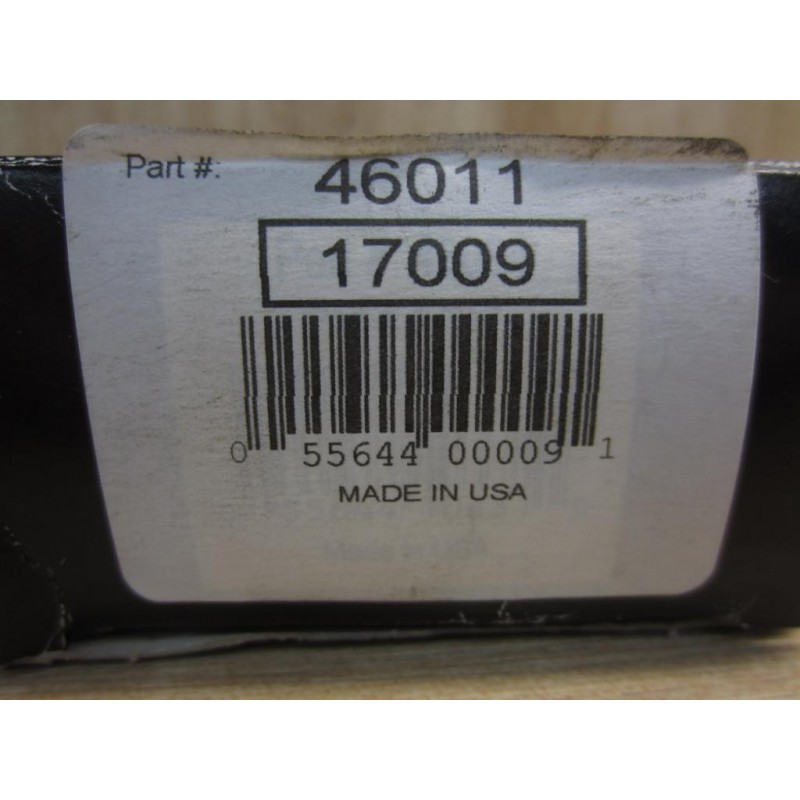 Part #: 46011
17009
0 55644 00009 1
MADE IN USA